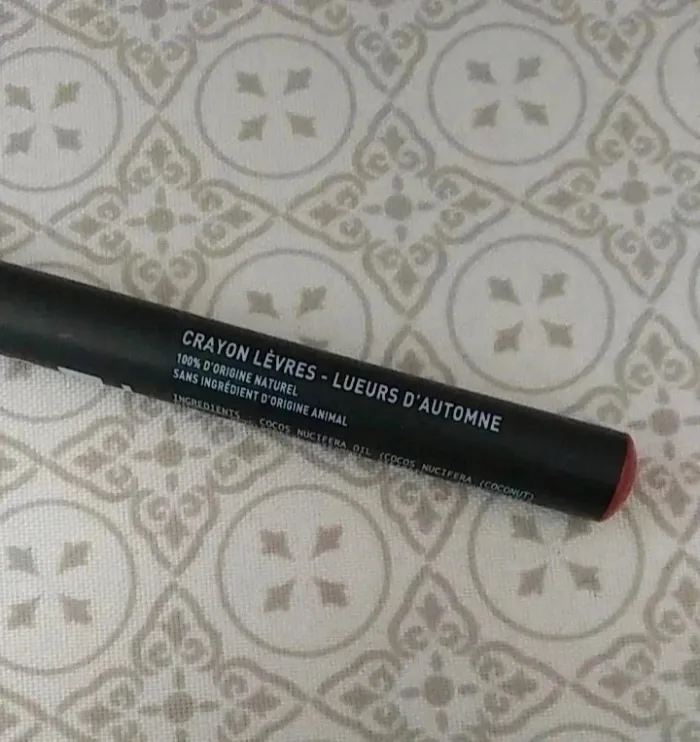 CRAYON LÈVRES - LUEURS D'AUTOMNE
100% D'ORIGINE NATUREL
SANS INGRÉDIENT D'ORIGINE ANIMAL
INGREDIENTS : COCOS NUCIFERA OIL (COCOS NUCIFERA (COCONUT)